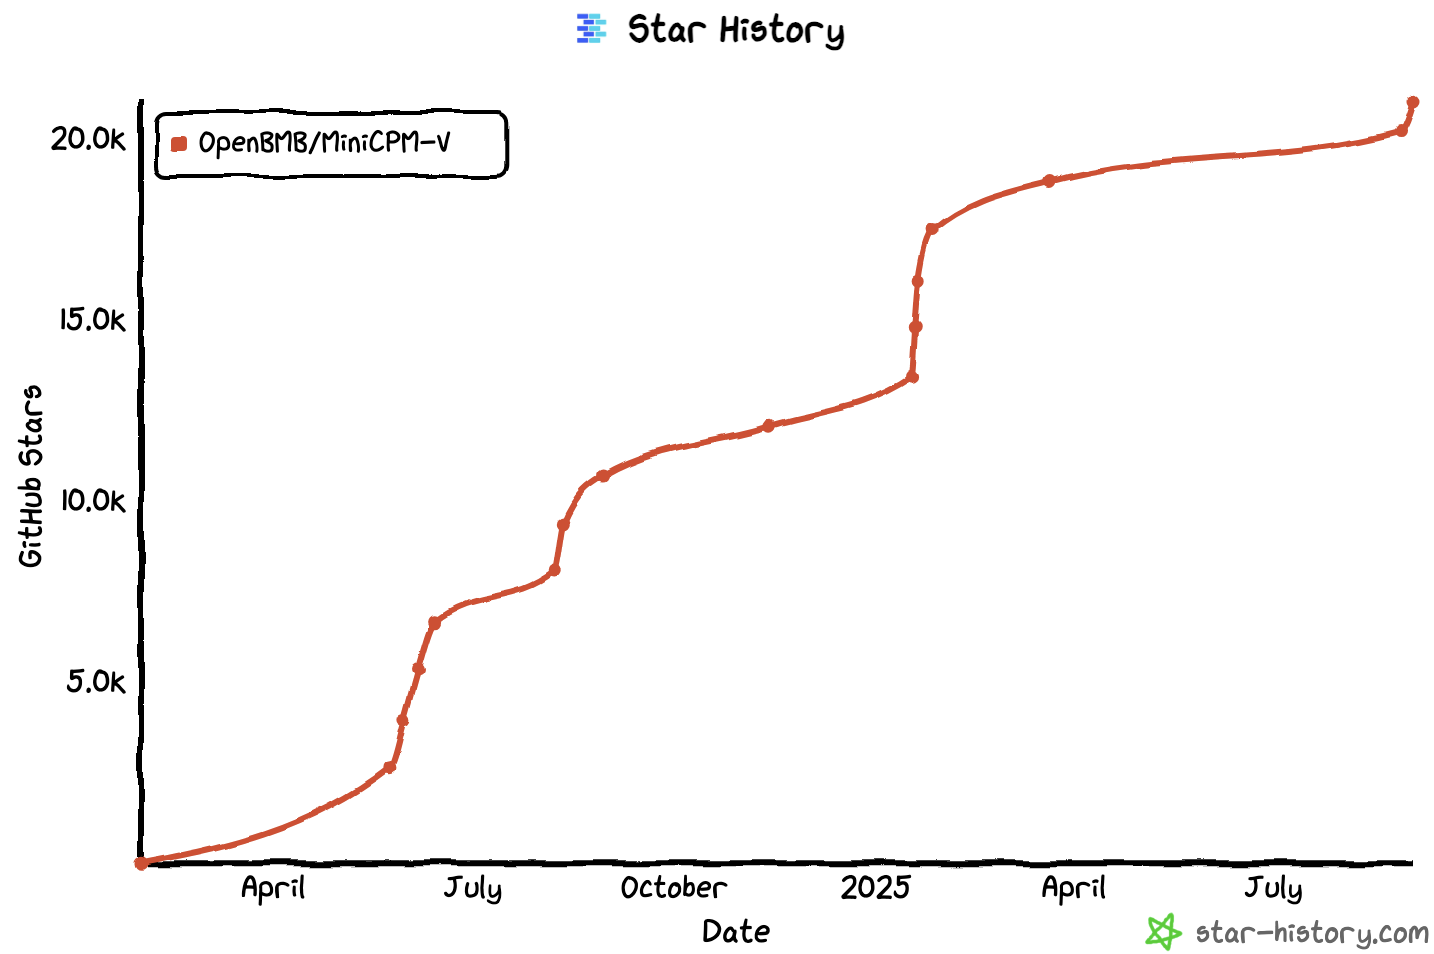 Star History
OpenBMB/MiniCPM-V
20.0K
15.0K
10.0K
5.0K
GitHub Stars
April July October 2025 April July
Date
star-history.com